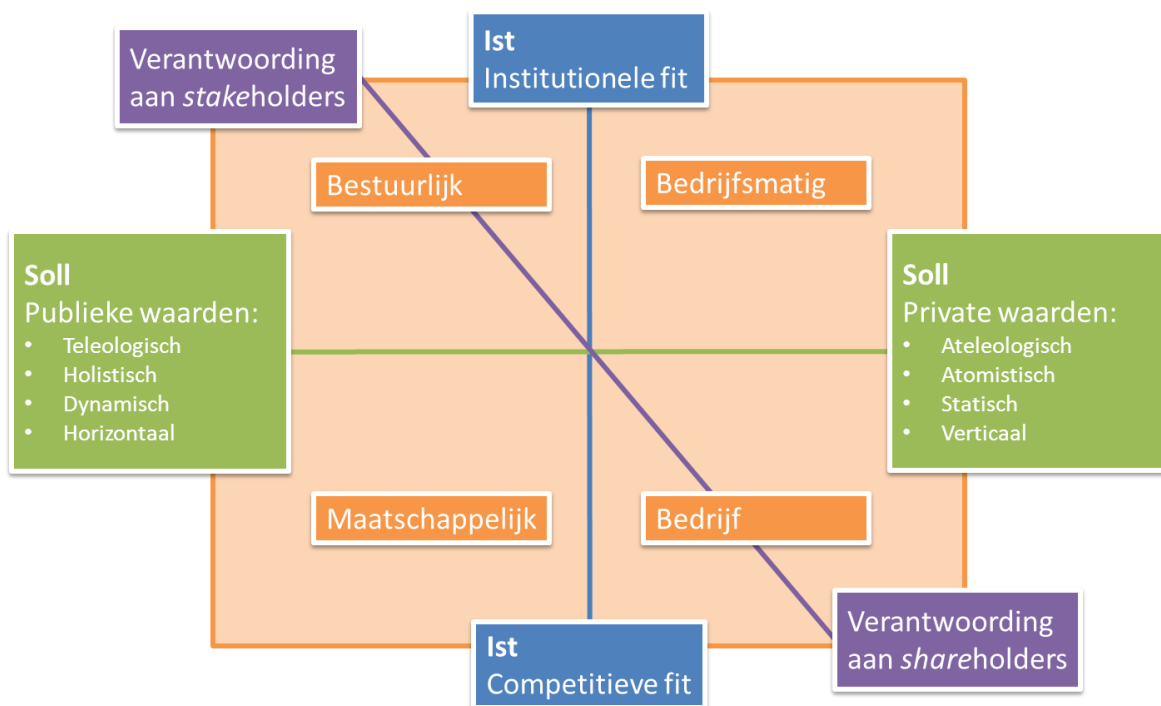 Verantwoording
aan stakeholders
Ist
Institutionele fit
Bestuurlijk
Bedrijfsmatig
Soll
Publieke waarden:
• Teleologisch
• Holistisch
• Dynamisch
• Horizontaal
Soll
Private waarden:
• Ateleologisch
• Atomistisch
• Statisch
• Verticaal
Maatschappelijk
Bedrijf
Verantwoording
aan shareholders
Ist
Competitieve fit